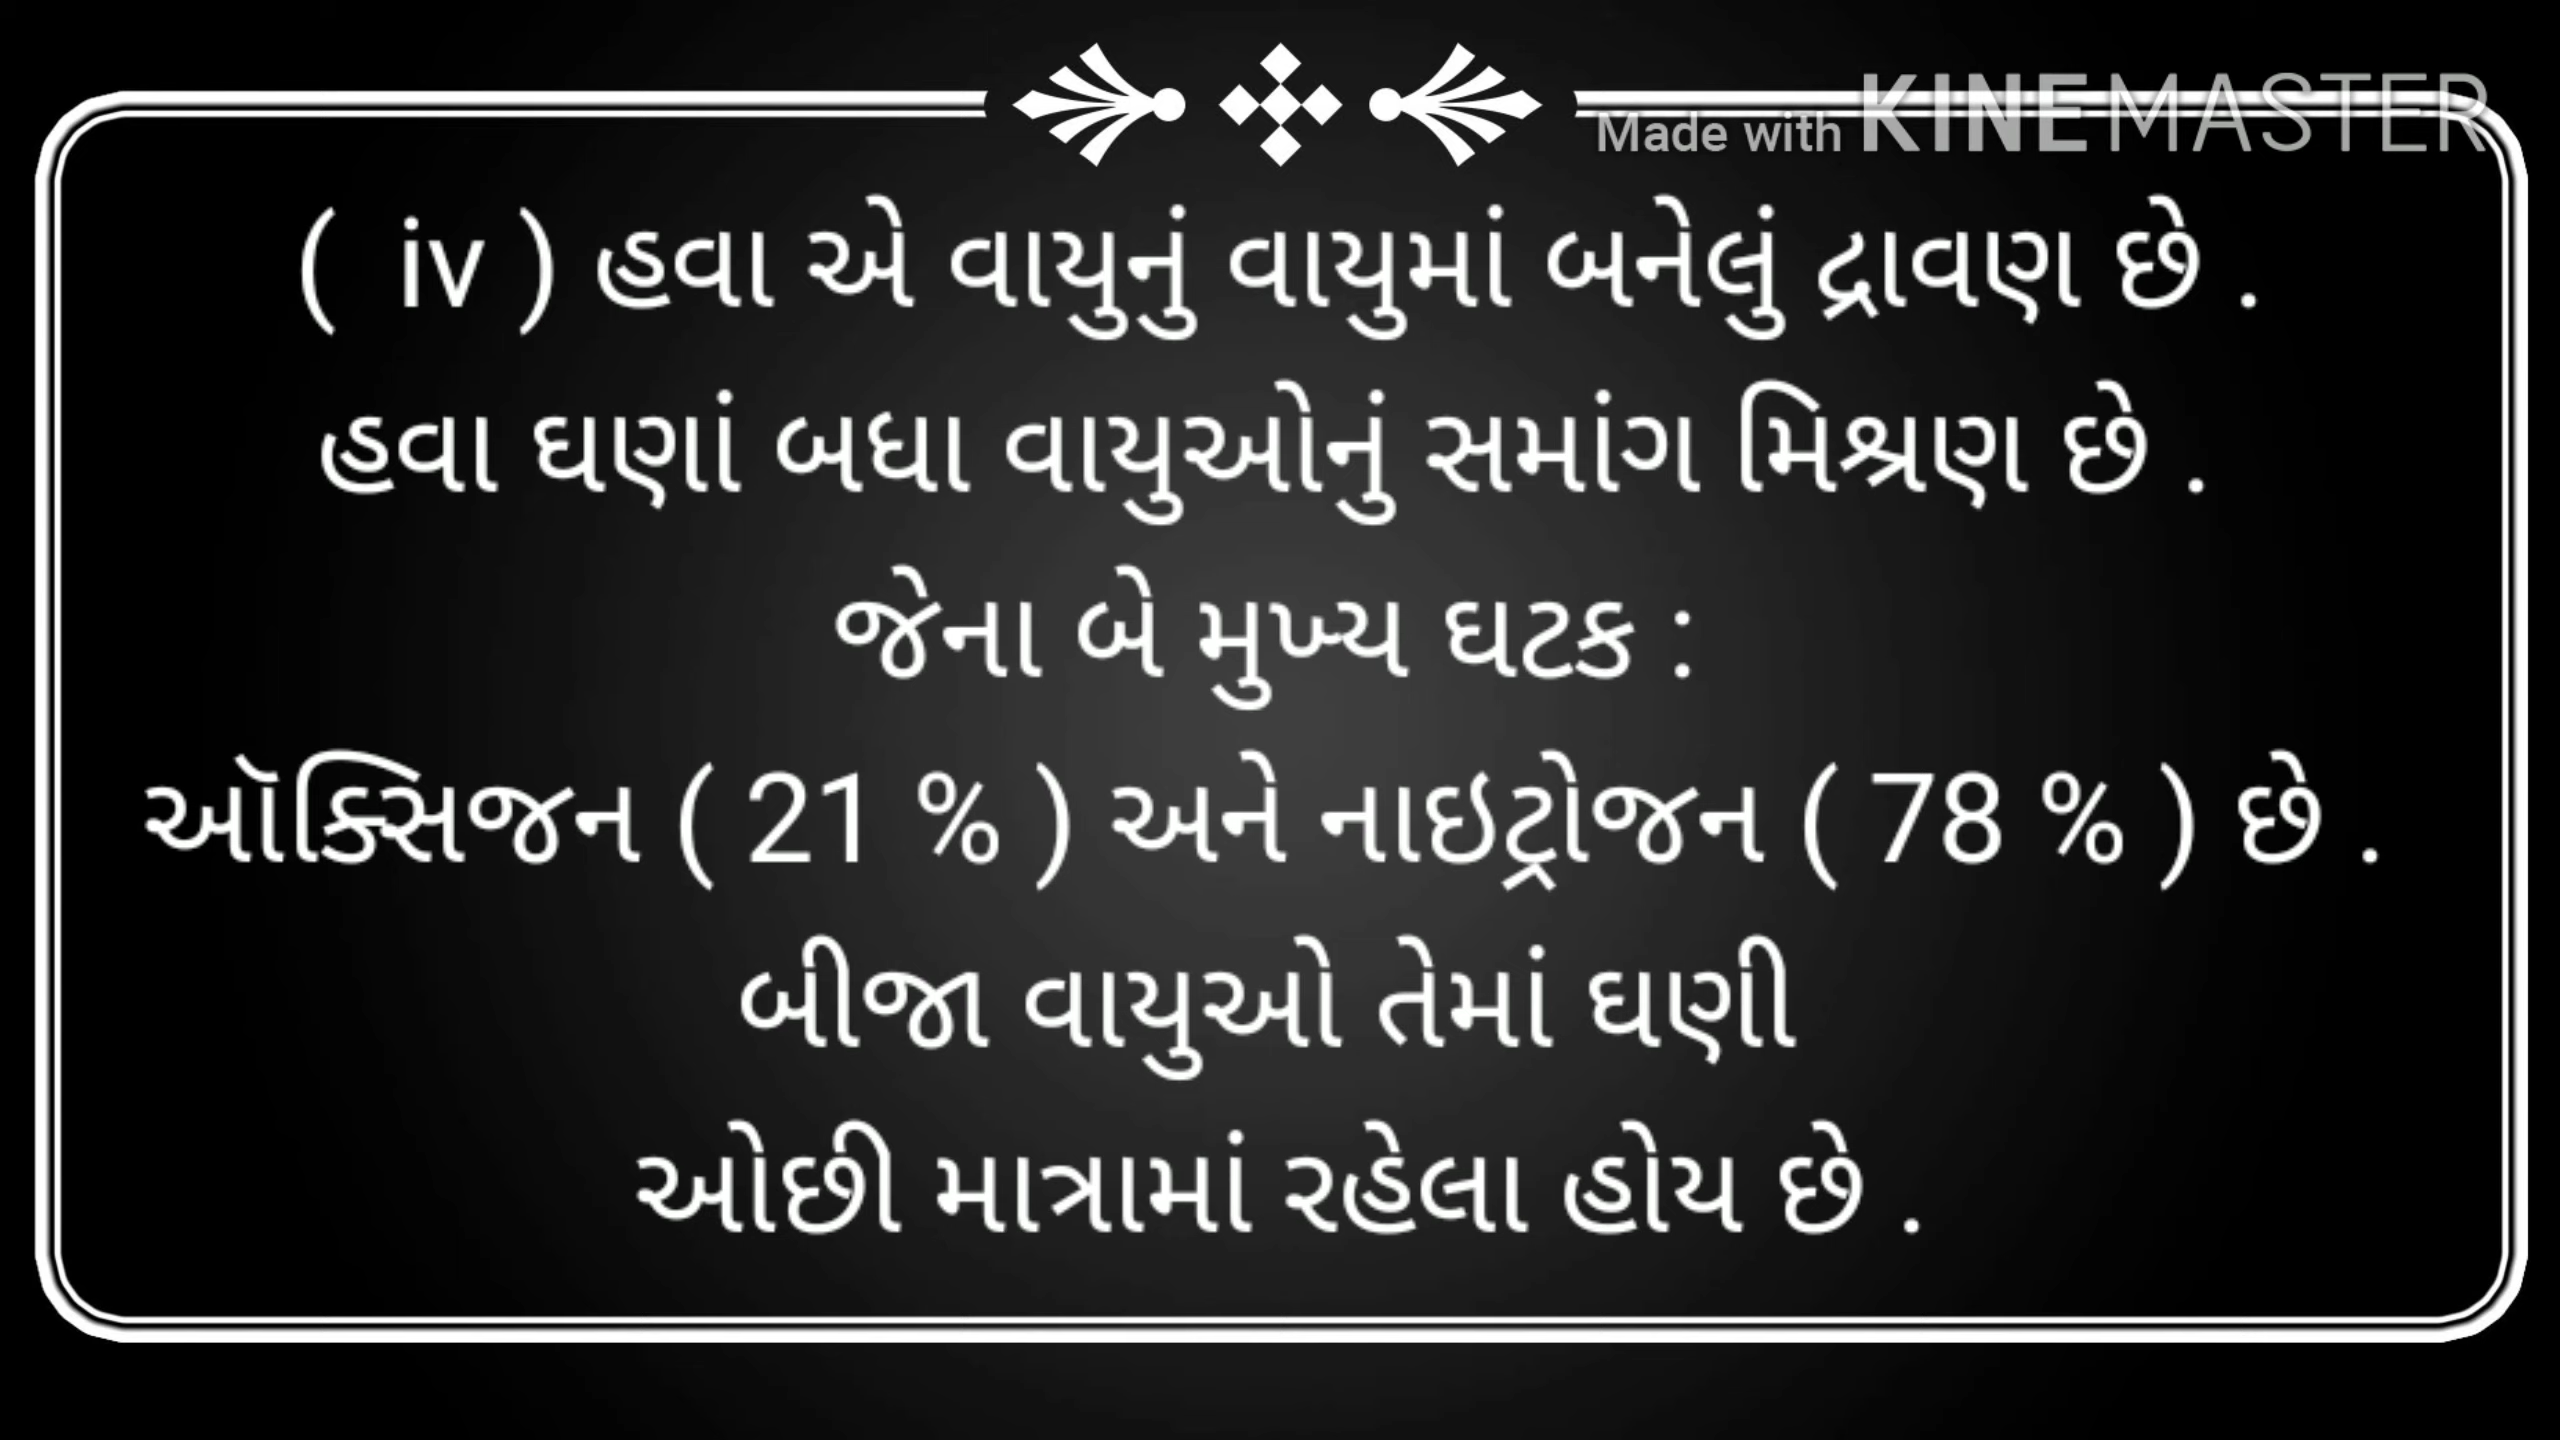 Made with KINEMASTER
( iv ) હવા એ વાયુનું વાયુમાં બનેલું દ્રાવણ છે .
હવા ઘણાં બધા વાયુઓનું સમાંગ મિશ્રણ છે .
જેના બે મુખ્ય ઘટક :
ઑક્સિજન ( 21 % ) અને નાઇટ્રોજન ( 78 % ) છે .
બીજા વાયુઓ તેમાં ઘણી
ઓછી માત્રામાં રહેલા હોય છે .